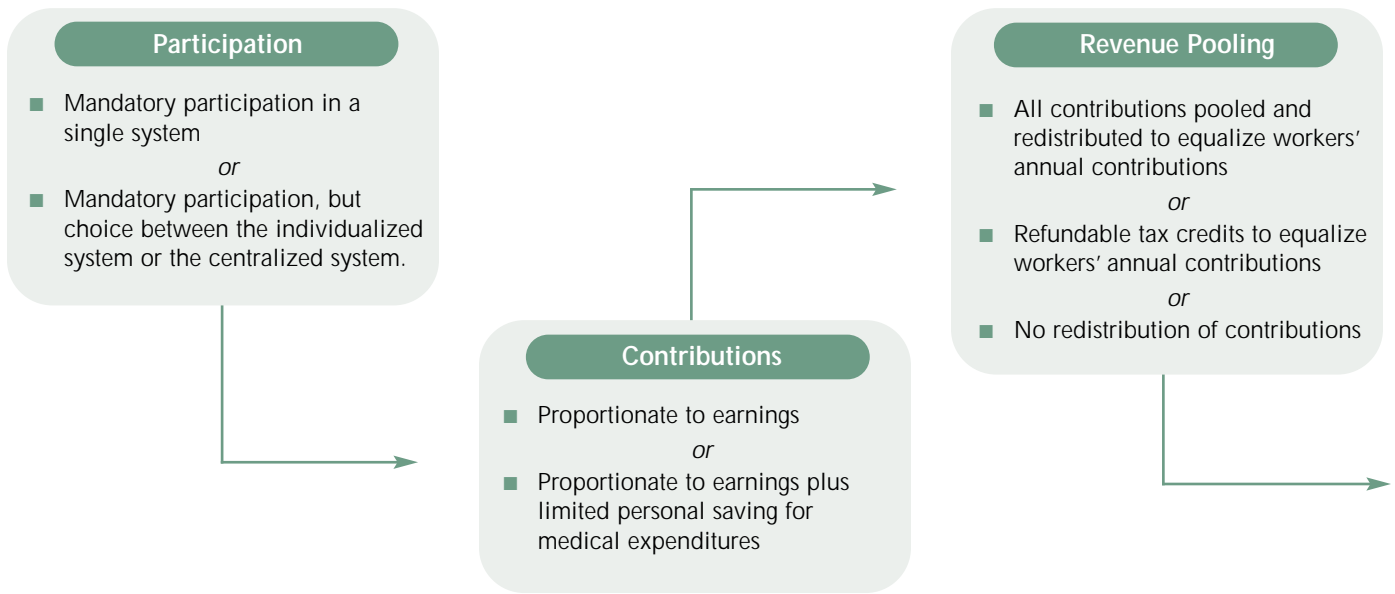 Participation
■ Mandatory participation in a
single system
or
■ Mandatory participation, but
choice between the individualized
system or the centralized system.
Contributions
■ Proportionate to earnings
or
■ Proportionate to earnings plus
limited personal saving for
medical expenditures
Revenue Pooling
■ All contributions pooled and
redistributed to equalize workers’
annual contributions
or
■ Refundable tax credits to equalize
workers’ annual contributions
or
■ No redistribution of contributions